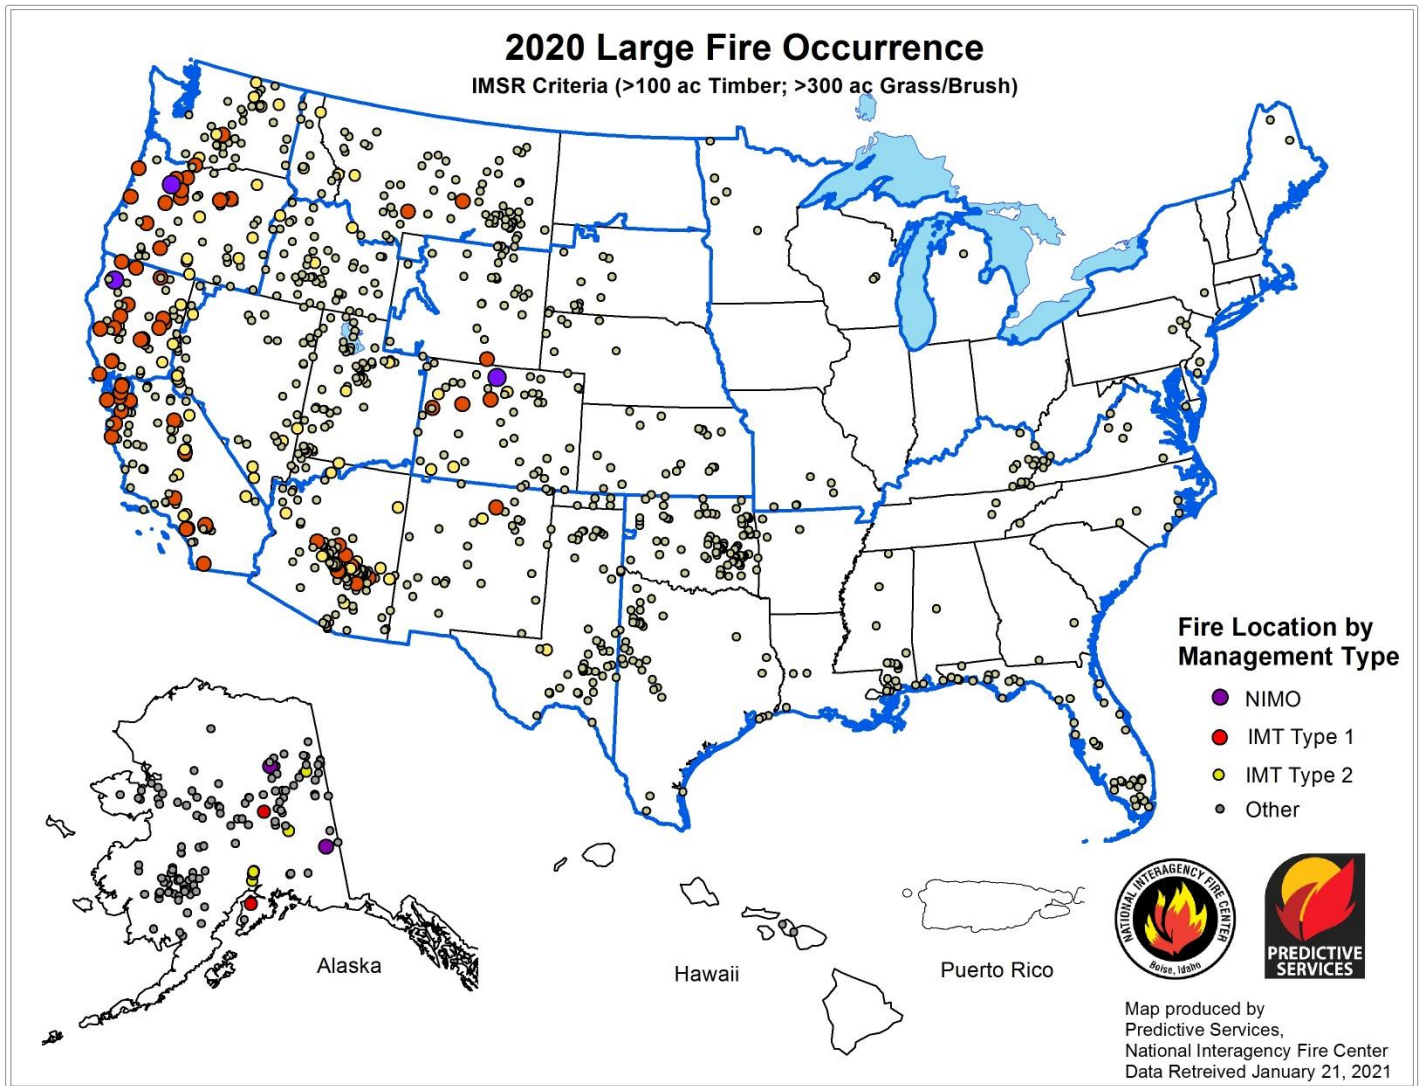 2020 Large Fire Occurrence
IMSR Criteria (>100 ac Timber; >300 ac Grass/Brush)
Fire Location by
Management Type
NIMO
IMT Type 1
IMT Type 2
Other
Alaska
Hawaii
Puerto Rico
NATIONAL INTERAGENCY FIRE CENTER
Boise, Idaho
PREDICTIVE
SERVICES
Map produced by
Predictive Services,
National Interagency Fire Center
Data Retreived January 21, 2021